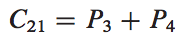 C₂₁ = P₃ + P₄